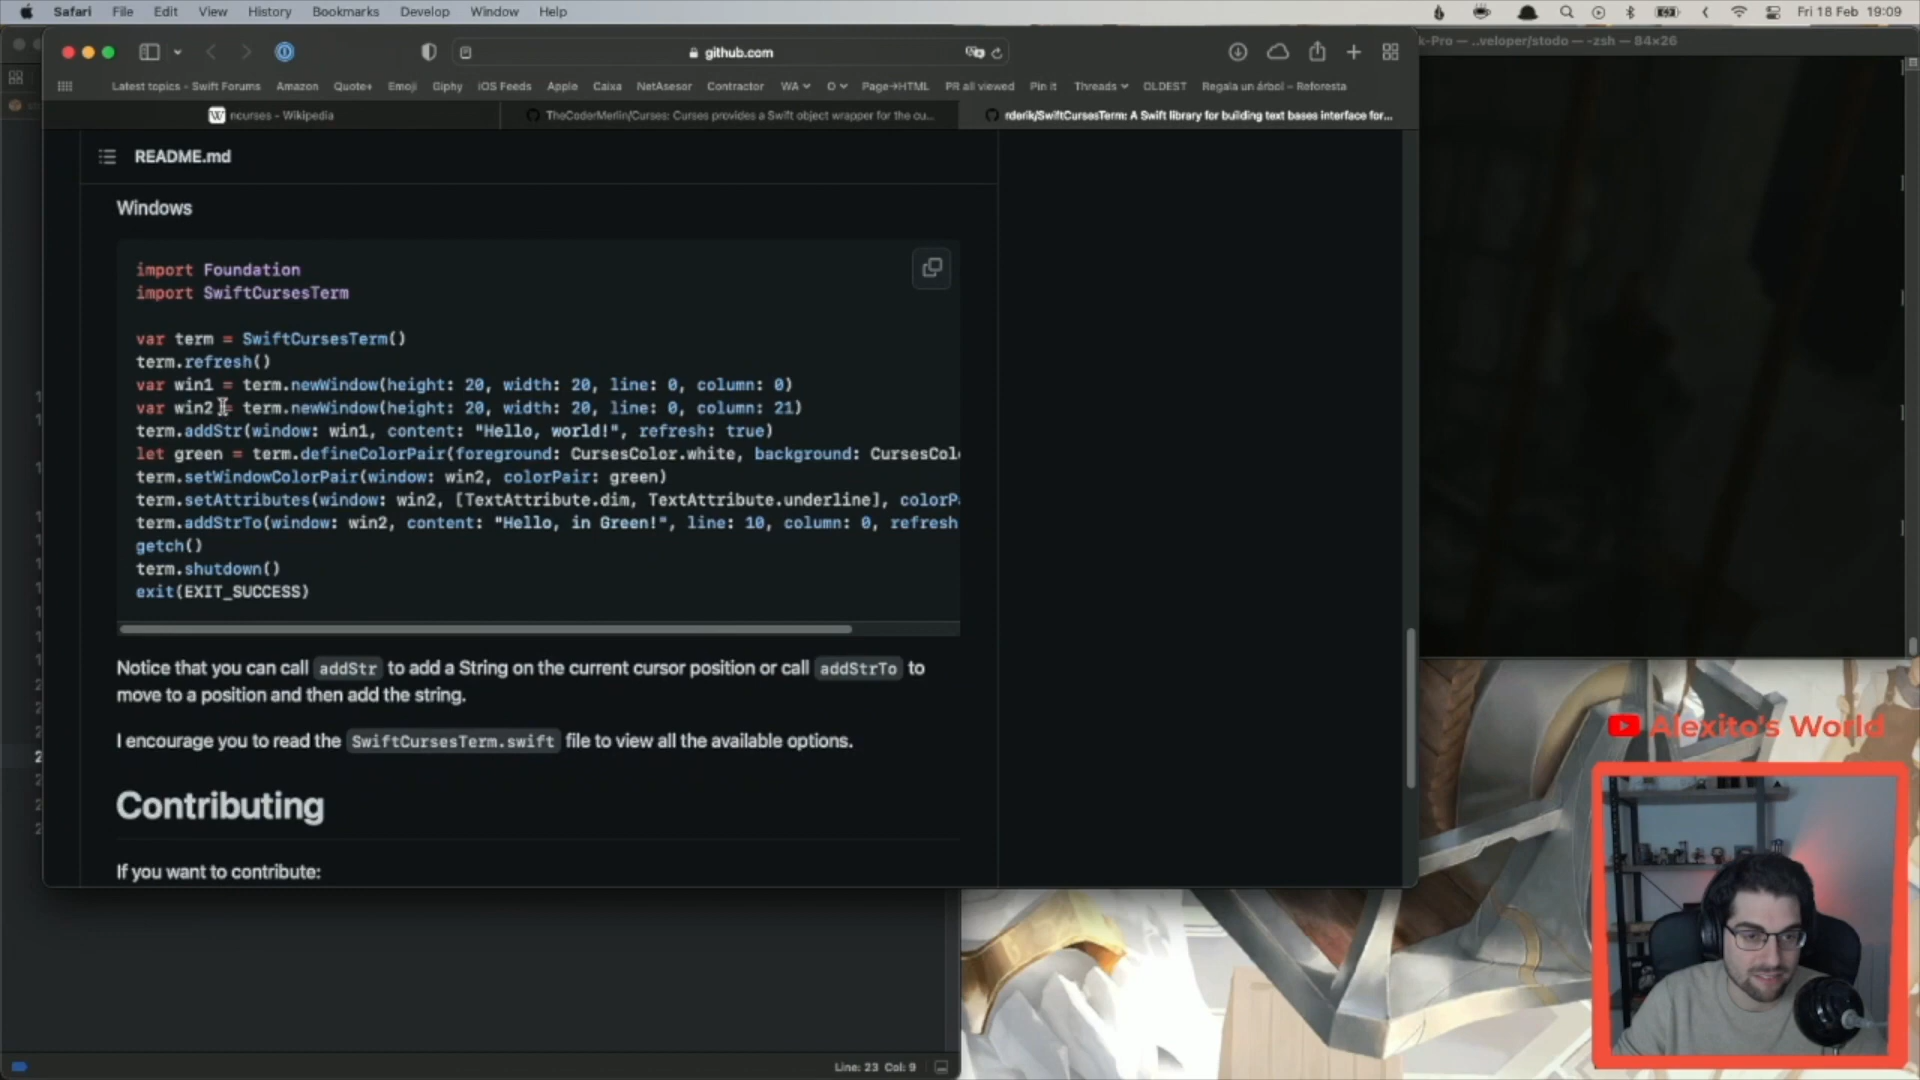 Safari File Edit View History Bookmarks Develop Window Help
Fri 18 Feb 19:09
github.com
k-Pro — ..veloper/stodo — -zsh — 84×26
Latest topics - Swift Forums Amazon Quote+ Emoji Giphy iOS Feeds Apple Caixa NetAsesor Contractor WA O Page→HTML PR all viewed Pin it Threads OLDEST Regala un árbol – Reforesta
W ncurses - Wikipedia
TheCoderMerlin/Curses: Curses provides a Swift object wrapper for the cu...
rderik/SwiftCursesTerm: A Swift library for building text bases interface for...
README.md
Windows
import Foundation
import SwiftCursesTerm
var term = SwiftCursesTerm()
term.refresh()
var win1 = term.newWindow(height: 20, width: 20, line: 0, column: 0)
var win2 = term.newWindow(height: 20, width: 20, line: 0, column: 21)
term.addStr(window: win1, content: "Hello, world!", refresh: true)
let green = term.defineColorPair(foreground: CursesColor.white, background: CursesCol
term.setWindowColorPair(window: win2, colorPair: green)
term.setAttributes(window: win2, [TextAttribute.dim, TextAttribute.underline], colorP
term.addStrTo(window: win2, content: "Hello, in Green!", line: 10, column: 0, refresh
getch()
term.shutdown()
exit(EXIT_SUCCESS)
Notice that you can call addStr to add a String on the current cursor position or call addStrTo to
move to a position and then add the string.
I encourage you to read the SwiftCursesTerm.swift file to view all the available options.
Contributing
If you want to contribute:
Alexito's World
Line: 23 Col: 9